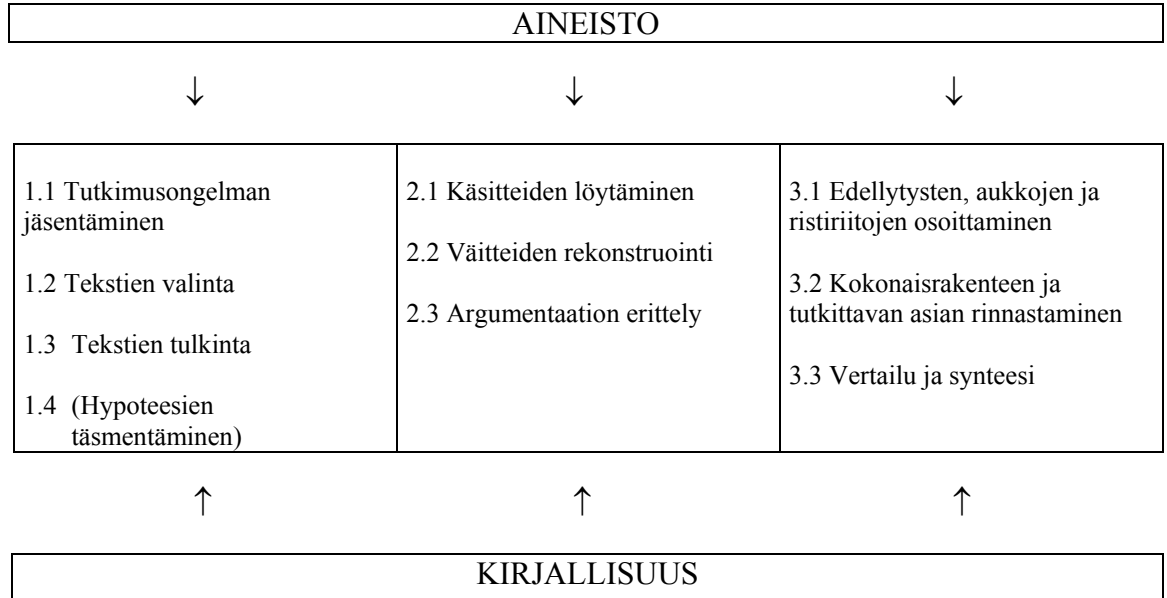 AINEISTO
↓ ↓ ↓
1.1 Tutkimusongelman
jäsentäminen
1.2 Tekstien valinta
1.3 Tekstien tulkinta
1.4 (Hypoteesien
täsmentäminen)
2.1 Käsitteiden löytäminen
2.2 Väitteiden rekonstruointi
2.3 Argumentaation erittely
3.1 Edellytysten, aukkojen ja
ristiriitojen osoittaminen
3.2 Kokonaisrakenteen ja
tutkittavan asian rinnastaminen
3.3 Vertailu ja synteesi
↑ ↑ ↑
KIRJALLISUUS